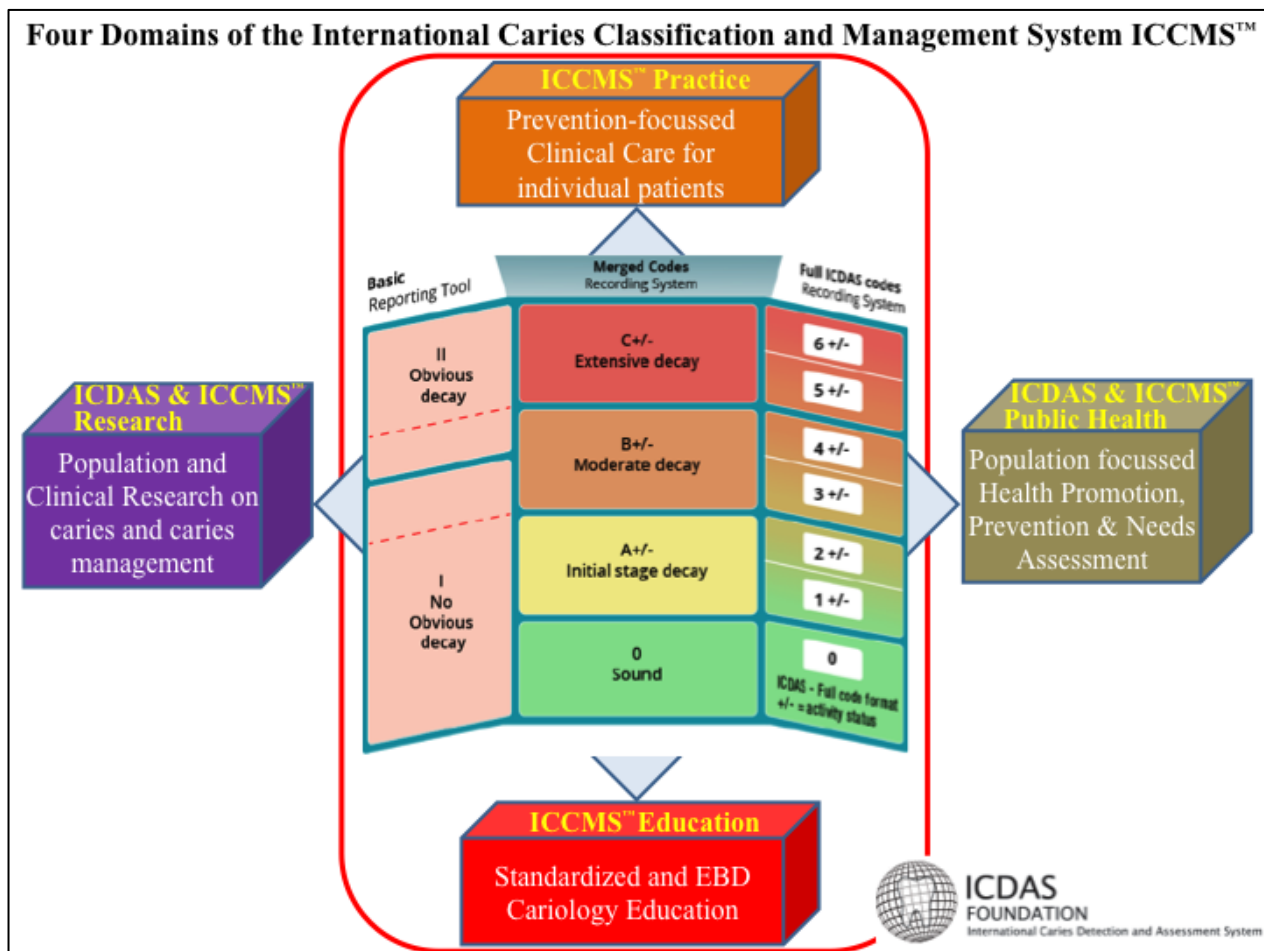 Four Domains of the International Caries Classification and Management System ICCMS™
ICCMS™ Practice
Prevention-focussed
Clinical Care for
individual patients
Basic
Reporting Tool
Merged Codes
Recording System
Full ICDAS codes
Recording System
II
Obvious
decay
I
No
Obvious
decay
C+/-
Extensive decay
B+/-
Moderate decay
A+/-
Initial stage decay
0
Sound
6 +/-
5 +/-
4 +/-
3 +/-
2 +/-
1 +/-
0
ICDAS - Full code format
+/- = activity status
ICDAS & ICCMS™
Research
Population and
Clinical Research on
caries and caries
management
ICDAS & ICCMS™
Public Health
Population focussed
Health Promotion,
Prevention & Needs
Assessment
ICCMS™ Education
Standardized and EBD
Cariology Education
ICDAS
FOUNDATION
International Caries Detection and Assessment System